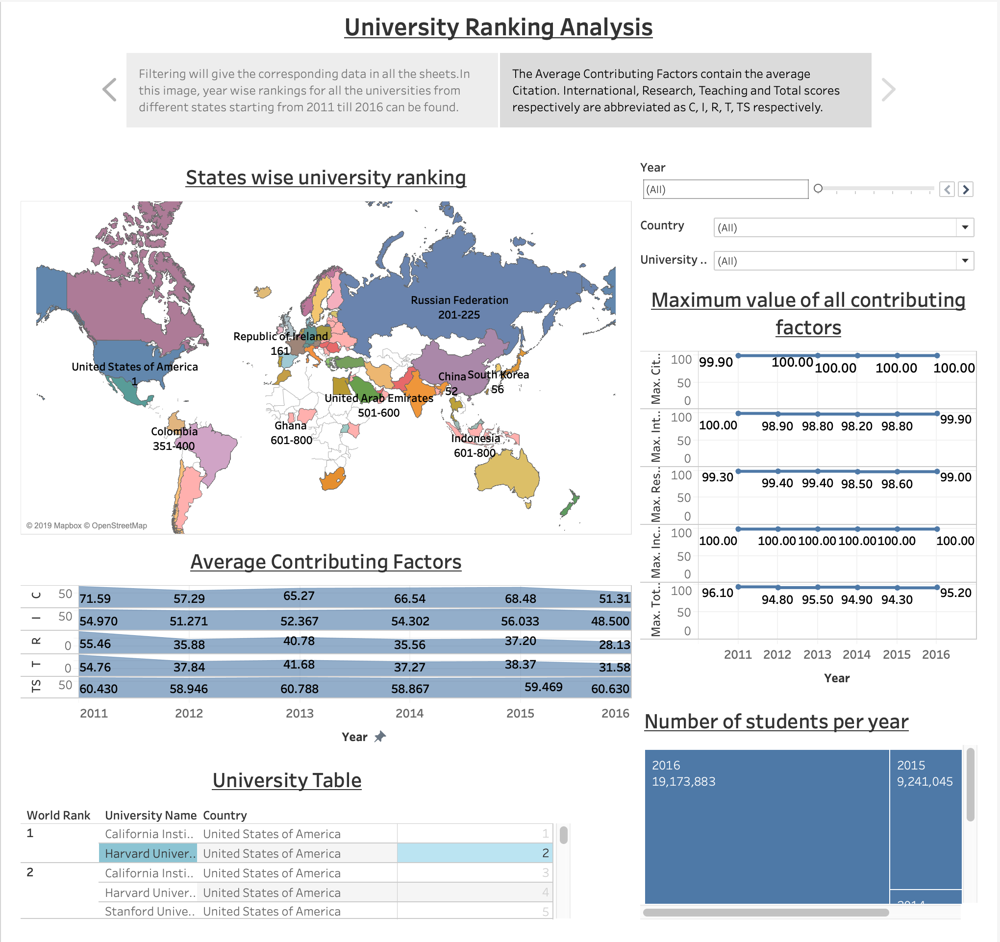 University Ranking Analysis
Filtering will give the corresponding data in all the sheets.In
this image, year wise rankings for all the universities from
different states starting from 2011 till 2016 can be found.
The Average Contributing Factors contain the average
Citation. International, Research, Teaching and Total scores
respectively are abbreviated as C, I, R, T, TS respectively.
States wise university ranking
Russian Federation
201-225
Republic of Ireland
161
United States of America
1
China
52
South Korea
56
United Arab Emirates
501-600
Ghana
601-800
Colombia
351-400
Indonesia
601-800
© 2019 Mapbox © OpenStreetMap
Year
(All)
Country
(All)
University ..
(All)
Maximum value of all contributing
factors
Max. Cit..
100
50
0
99.90 100.00 100.00 100.00 100.00
Max. Int..
100
50
0
100.00 98.90 98.80 98.20 98.80 99.90
Max. Res..
100
50
0
99.30 99.40 99.40 98.50 98.60 99.00
Max. Inc..
100
50
0
100.00 100.00 100.00 100.00 100.00 100.00
Max. Tot..
100
50
0
96.10 94.80 95.50 94.90 94.30 95.20
2011 2012 2013 2014 2015 2016
Year
Average Contributing Factors
C 50 71.59 57.29 65.27 66.54 68.48 51.31
I 50 54.970 51.271 52.367 54.302 56.033 48.500
R 0 55.46 35.88 40.78 35.56 37.20 28.13
T 0 54.76 37.84 41.68 37.27 38.37 31.58
TS 50 60.430 58.946 60.788 58.867 59.469 60.630
2011 2012 2013 2014 2015 2016
Year
University Table
World Rank University Name Country
1 California Insti.. United States of America 1
Harvard Univer.. United States of America 2
2 California Insti.. United States of America 3
Harvard Univer.. United States of America 4
Stanford Unive.. United States of America 5
Number of students per year
2016
19,173,883
2015
9,241,045
2014